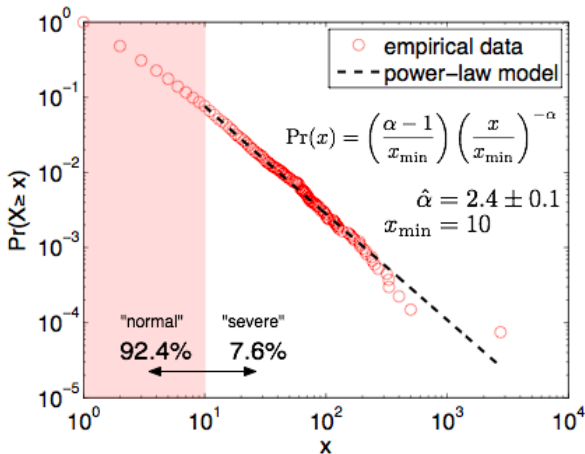 10^0
10^-1
10^-2
10^-3
10^-4
10^-5
Pr(X≥ x)
empirical data
power-law model
Pr(x) = ((α − 1)/x_min) (x/x_min)^−α
α̂ = 2.4 ± 0.1
x_min = 10
"normal" "severe"
92.4% 7.6%
10^0 10^1 10^2 10^3 10^4
x